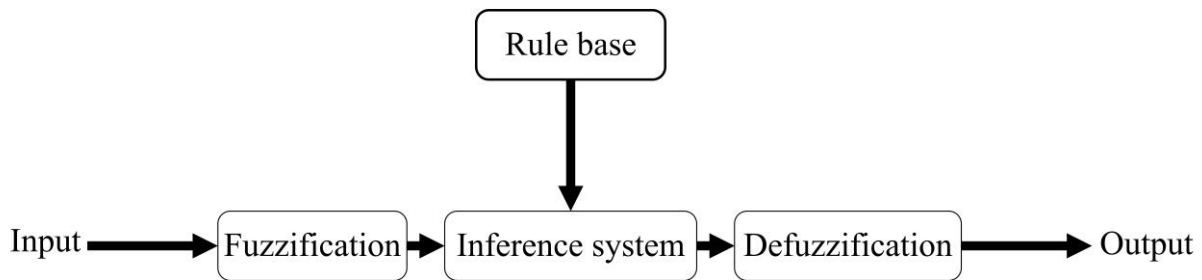 Rule base
Input
Fuzzification
Inference system
Defuzzification
Output